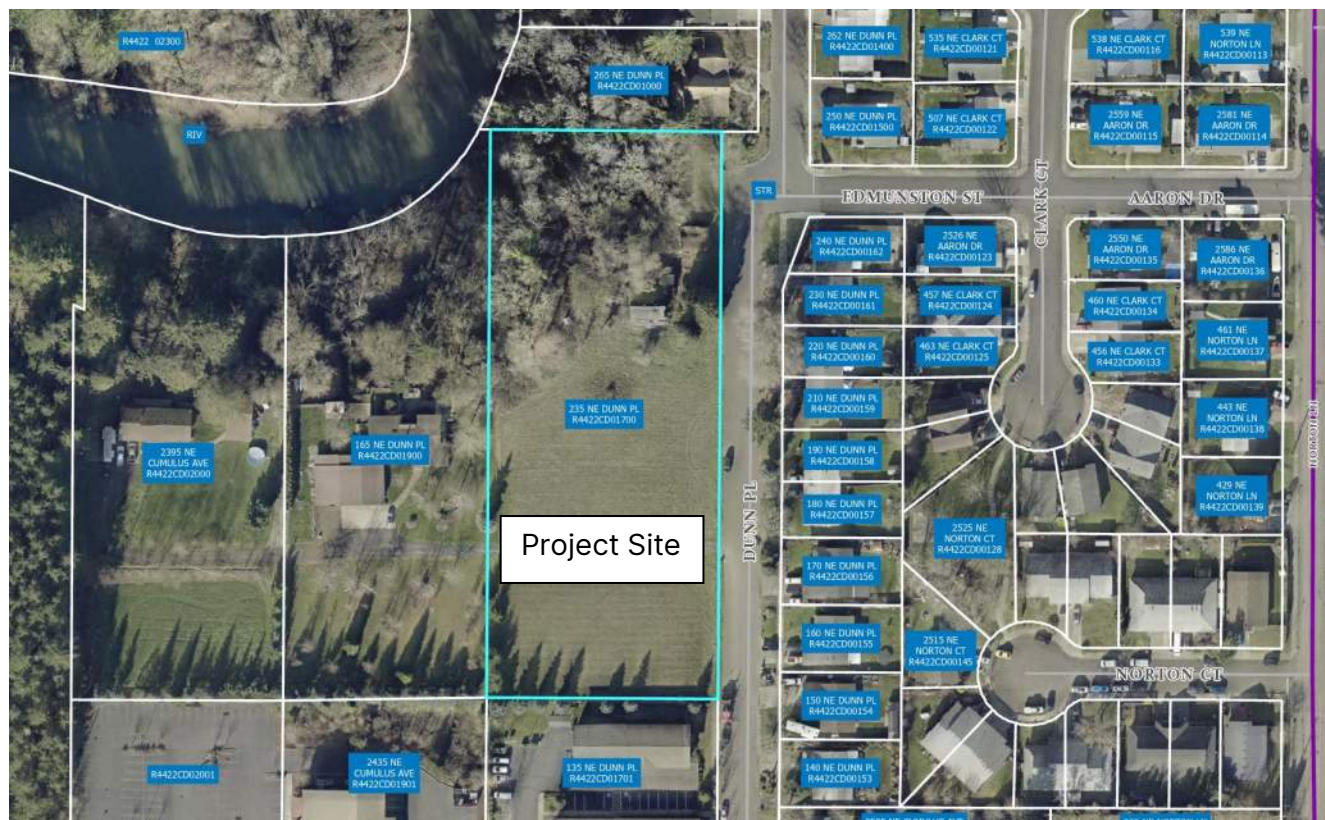 R4422 02300
RIV
265 NE DUNN PL
R4422CD01000
262 NE DUNN PL
R4422CD01400
535 NE CLARK CT
R4422CD00121
538 NE CLARK CT
R4422CD00116
539 NE
NORTON LN
R4422CD00113
250 NE DUNN PL
R4422CD01500
507 NE CLARK CT
R4422CD00122
2559 NE
AARON DR
R4422CD00115
2581 NE
AARON DR
R4422CD00114
STR
EDMUNSTON ST
CLARK CT
AARON DR
240 NE DUNN PL
R4422CD00162
2526 NE
AARON DR
R4422CD00123
2550 NE
AARON DR
R4422CD00135
2586 NE
AARON DR
R4422CD00136
230 NE DUNN PL
R4422CD00161
457 NE CLARK CT
R4422CD00124
460 NE CLARK CT
R4422CD00134
220 NE DUNN PL
R4422CD00160
463 NE CLARK CT
R4422CD00125
456 NE CLARK CT
R4422CD00133
461 NE
NORTON LN
R4422CD00137
235 NE DUNN PL
R4422CD01700
210 NE DUNN PL
R4422CD00159
443 NE
NORTON LN
R4422CD00138
NORTON LN
2395 NE
CUMULUS AVE
R4422CD02000
165 NE DUNN PL
R4422CD01900
190 NE DUNN PL
R4422CD00158
429 NE
NORTON LN
R4422CD00139
DUNN PL
180 NE DUNN PL
R4422CD00157
2525 NE
NORTON CT
R4422CD00128
Project Site
170 NE DUNN PL
R4422CD00156
160 NE DUNN PL
R4422CD00155
2515 NE
NORTON CT
R4422CD00145
NORTON CT
150 NE DUNN PL
R4422CD00154
R4422CD02001
2435 NE
CUMULUS AVE
R4422CD01901
135 NE DUNN PL
R4422CD01701
140 NE DUNN PL
R4422CD00153